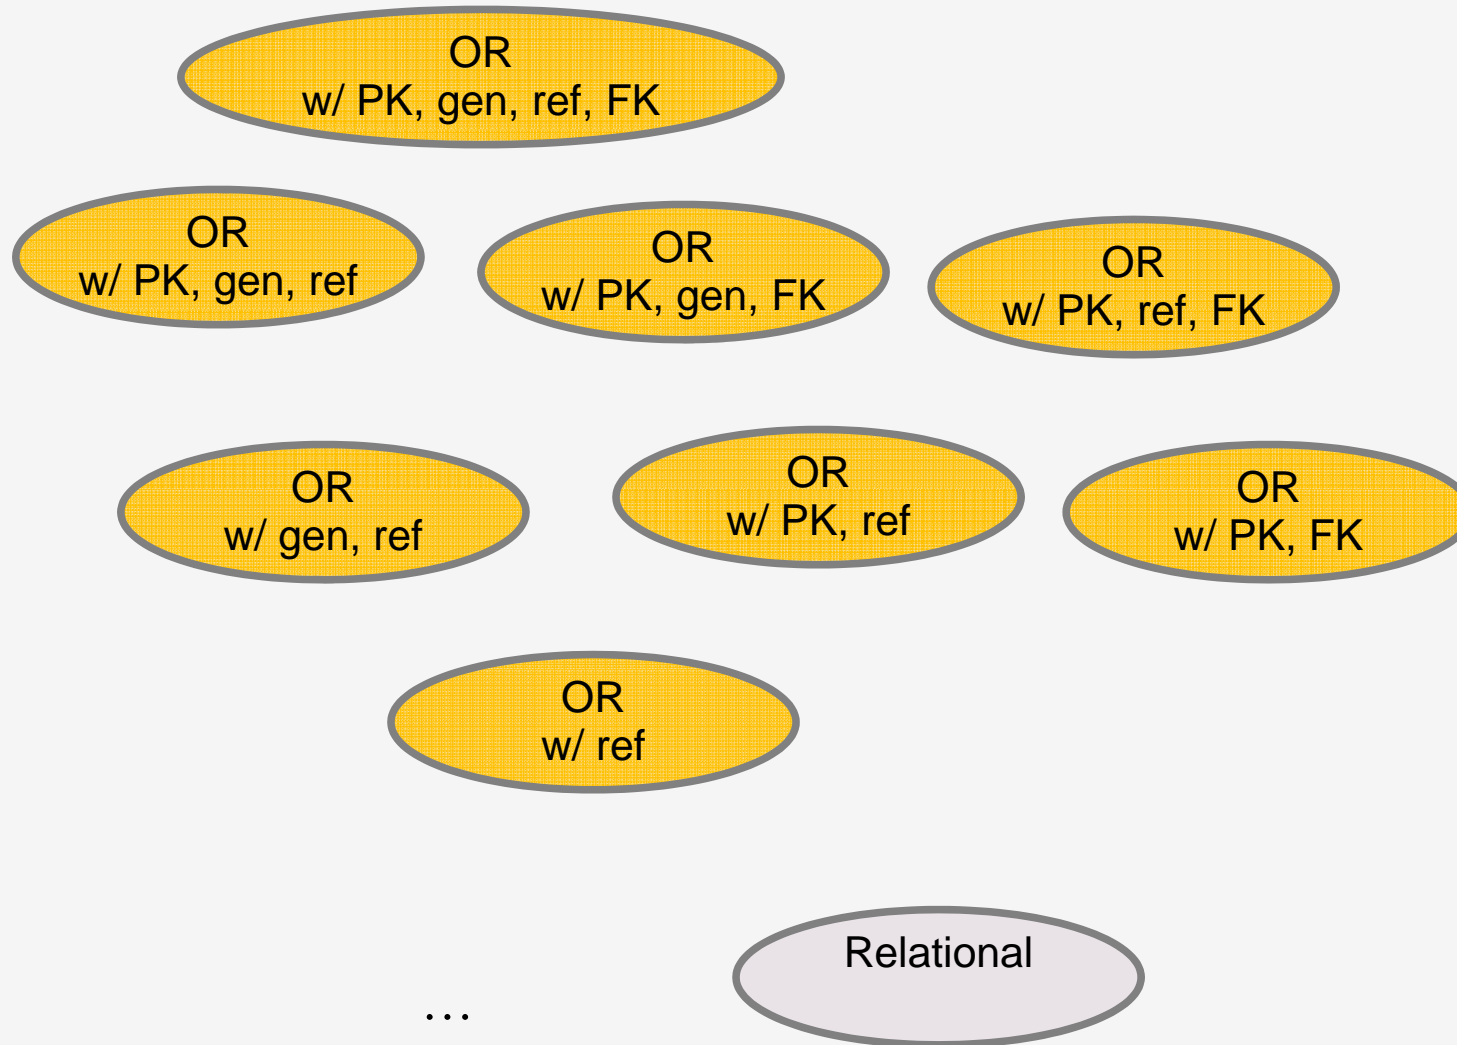 OR
w/ PK, gen, ref, FK
OR
w/ PK, gen, ref
OR
w/ PK, gen, FK
OR
w/ PK, ref, FK
OR
w/ gen, ref
OR
w/ PK, ref
OR
w/ PK, FK
OR
w/ ref
Relational
…